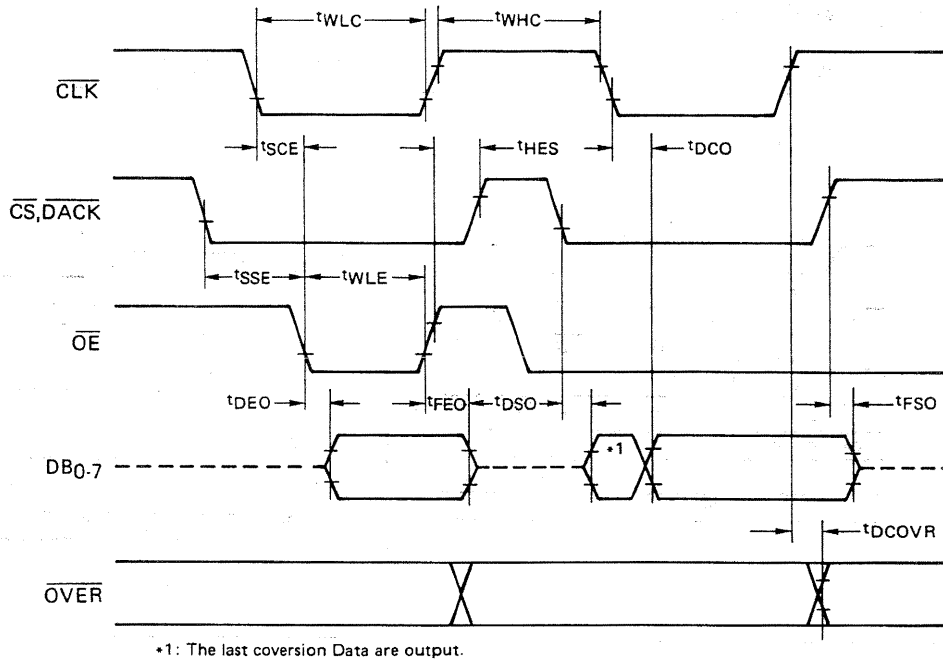 tWLC tWHC
CLK
tSCE tHES tDCO
CS,DACK
tSSE tWLE
OE
tDEO tFEO tDSO tFSO
DB0-7 *1
tDCOVR
OVER
*1: The last coversion Data are output.